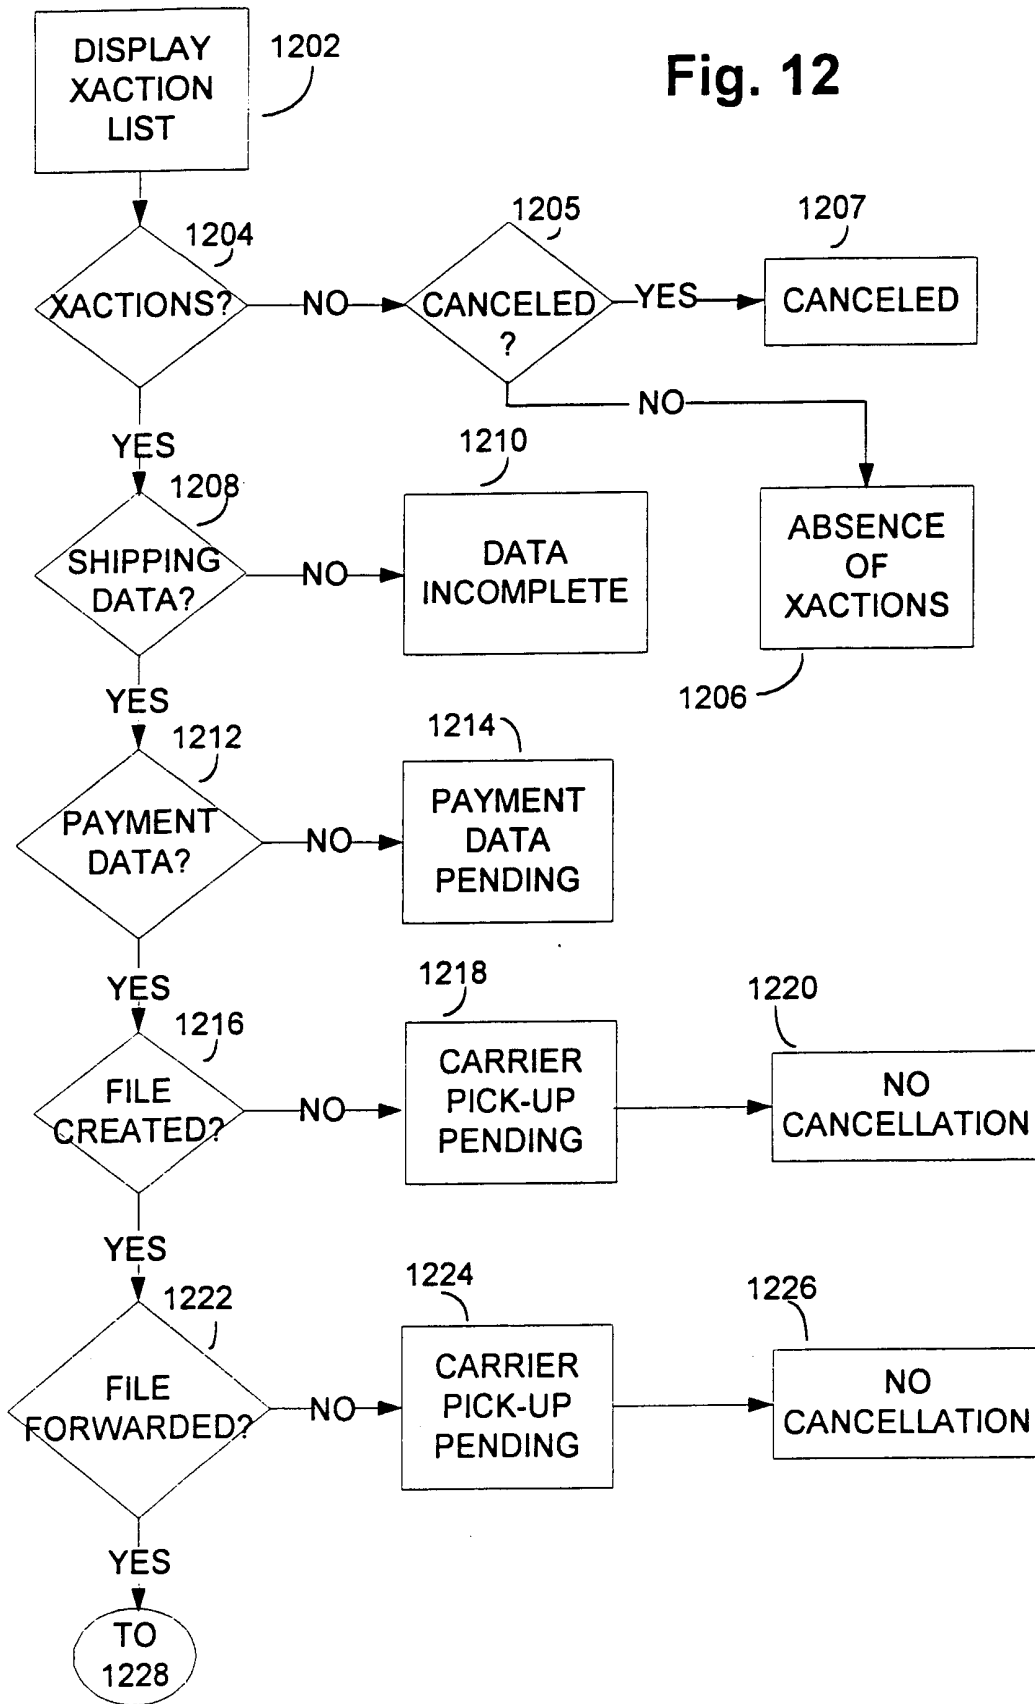 Fig. 12
DISPLAY
XACTION
LIST
1202
1204
XACTIONS?
NO
1205
CANCELED
?
YES
1207
CANCELED
NO
YES
1208
SHIPPING
DATA?
NO
1210
DATA
INCOMPLETE
ABSENCE
OF
XACTIONS
1206
YES
1212
PAYMENT
DATA?
NO
1214
PAYMENT
DATA
PENDING
YES
1216
FILE
CREATED?
NO
1218
CARRIER
PICK-UP
PENDING
1220
NO
CANCELLATION
YES
1222
FILE
FORWARDED?
NO
1224
CARRIER
PICK-UP
PENDING
1226
NO
CANCELLATION
YES
TO
1228